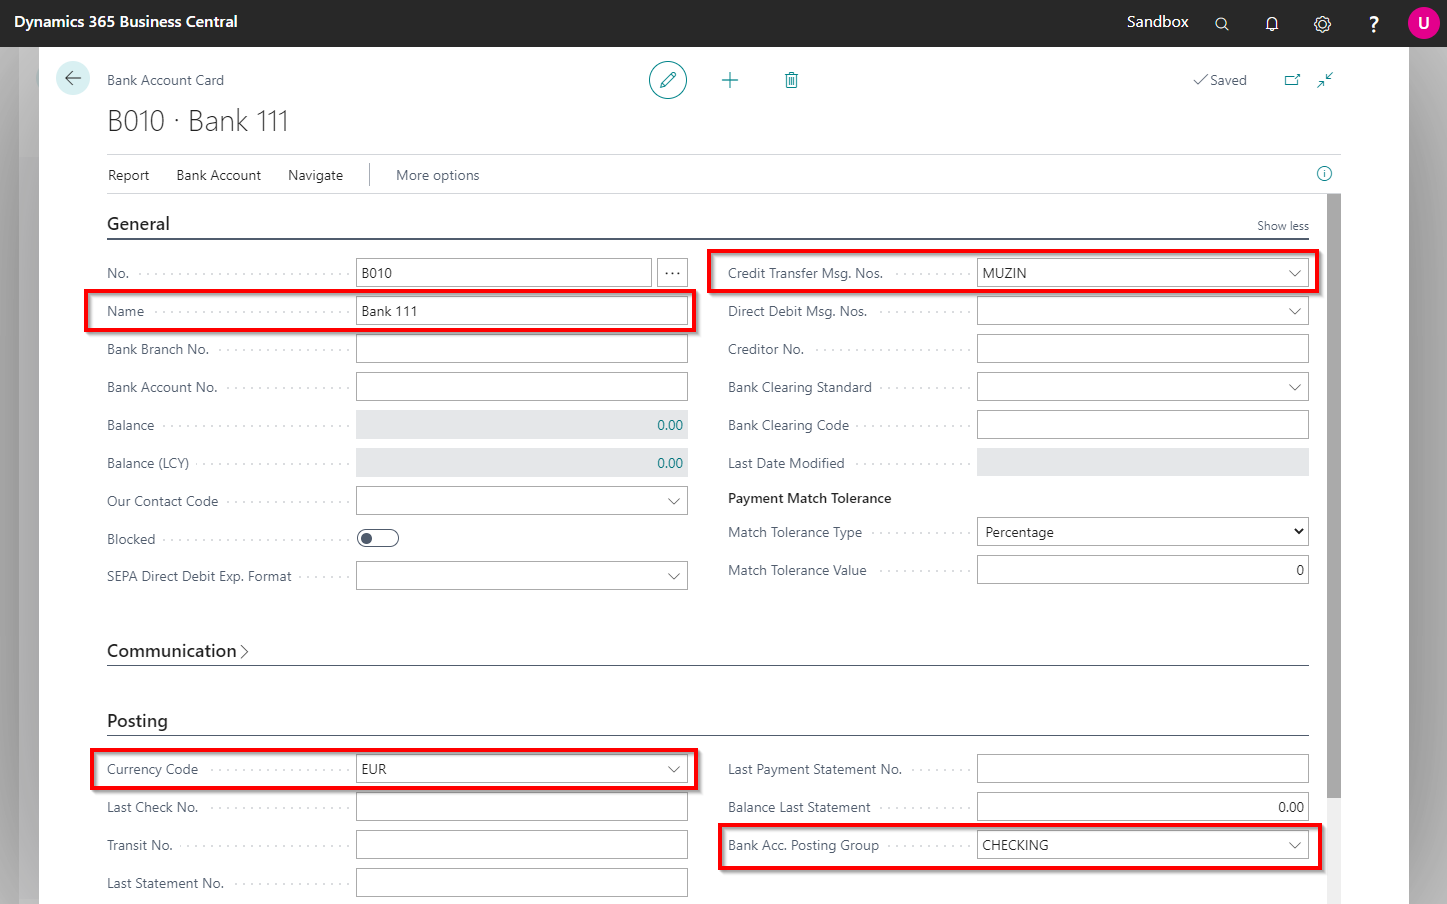 Dynamics 365 Business Central
Sandbox
?
U
Bank Account Card
Saved
B010 · Bank 111
Report
Bank Account
Navigate
More options
General
Show less
No.
B010
...
Name
Bank 111
Bank Branch No.
Bank Account No.
Balance
0.00
Balance (LCY)
0.00
Our Contact Code
Blocked
SEPA Direct Debit Exp. Format
Credit Transfer Msg. Nos.
MUZIN
Direct Debit Msg. Nos.
Creditor No.
Bank Clearing Standard
Bank Clearing Code
Last Date Modified
Payment Match Tolerance
Match Tolerance Type
Percentage
Match Tolerance Value
0
Communication
Posting
Currency Code
EUR
Last Check No.
Transit No.
Last Statement No.
Last Payment Statement No.
Balance Last Statement
0.00
Bank Acc. Posting Group
CHECKING